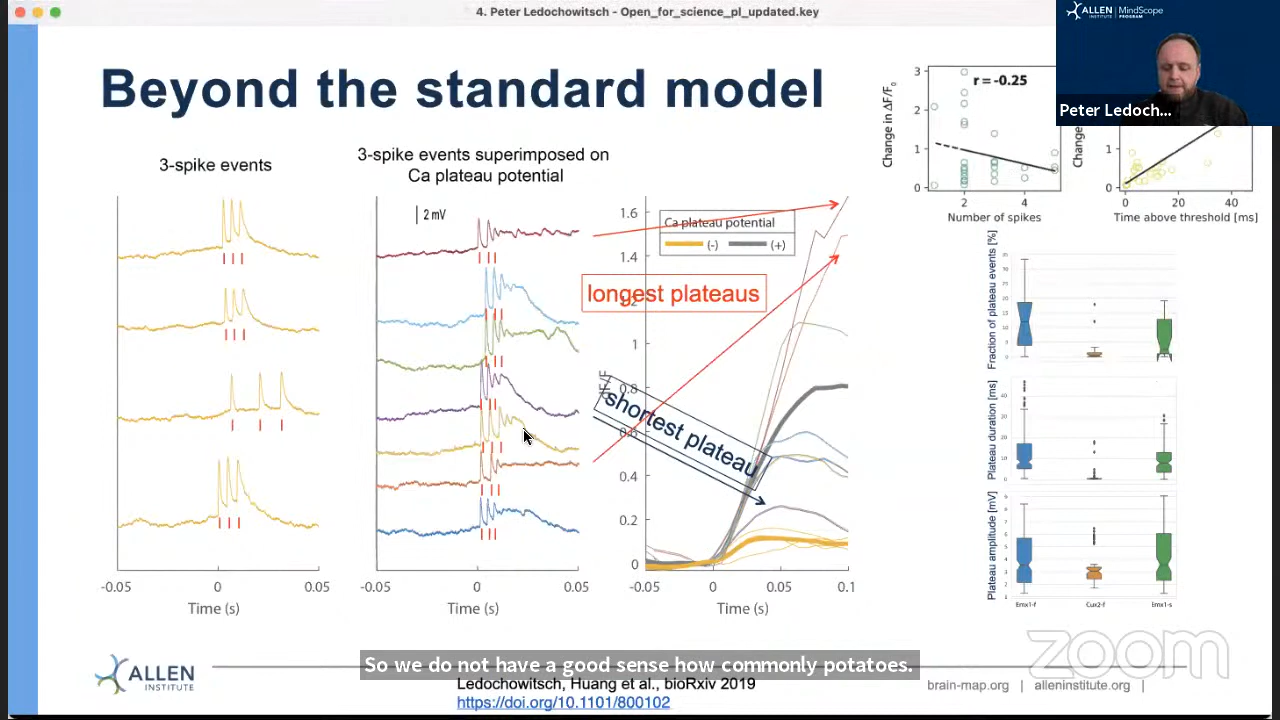 4. Peter Ledochowitsch - Open_for_science_pl_updated.key
ALLEN INSTITUTE | MindScope PROGRAM
Peter Ledoch...
Beyond the standard model
3-spike events
3-spike events superimposed on
Ca plateau potential
2 mV
-0.05 0 0.05
Time (s)
-0.05 0 0.05
Time (s)
1.6
1.4
1
0.8
0.6
0.4
0.2
0
Ca plateau potential
(-) (+)
longest plateaus
shortest plateau
-0.05 0 0.05 0.1
Time (s)
r = -0.25
Change in ΔF/F₀
3
2
1
0
2 4
Number of spikes
Change
1
0
0 20 40
Time above threshold [ms]
Fraction of plateau events [%]
Plateau duration [ms]
Plateau amplitude [mV]
Emx1-f Cux2-f Emx1-s
zoom
So we do not have a good sense how commonly potatoes.
ALLEN
INSTITUTE
Ledochowitsch, Huang et al., bioRxiv 2019
https://doi.org/10.1101/800102
brain-map.org | alleninstitute.org |